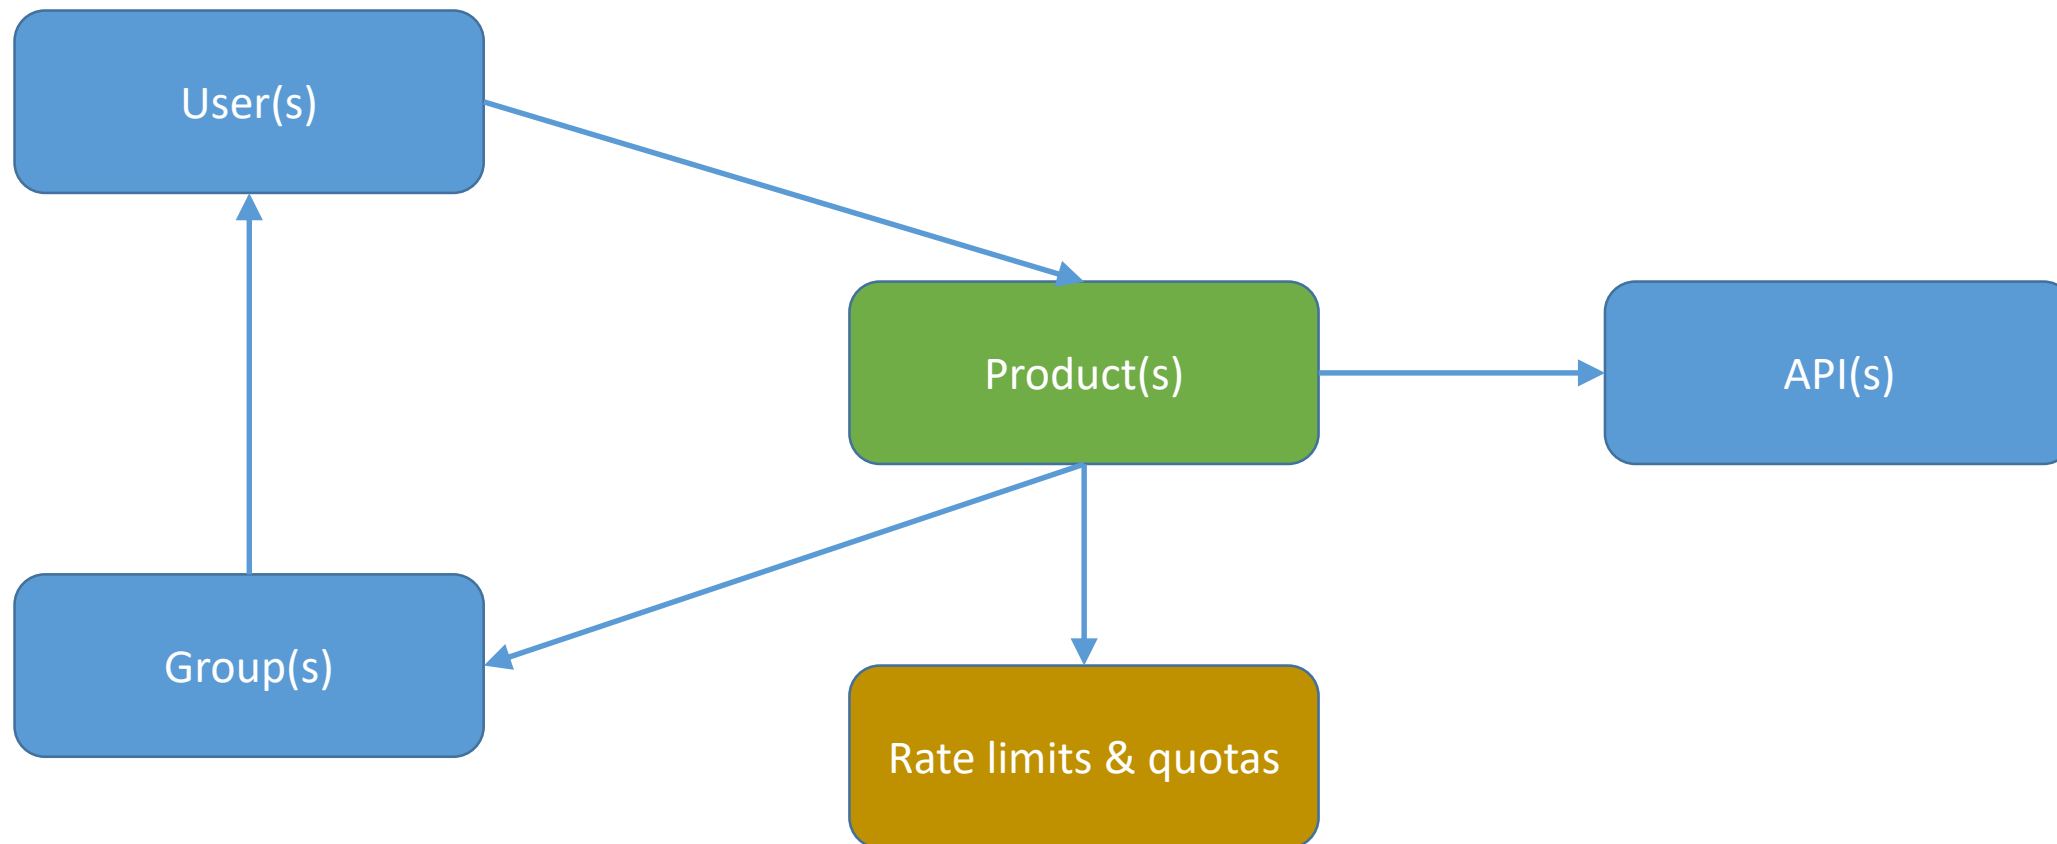 User(s)
Product(s)
API(s)
Group(s)
Rate limits & quotas